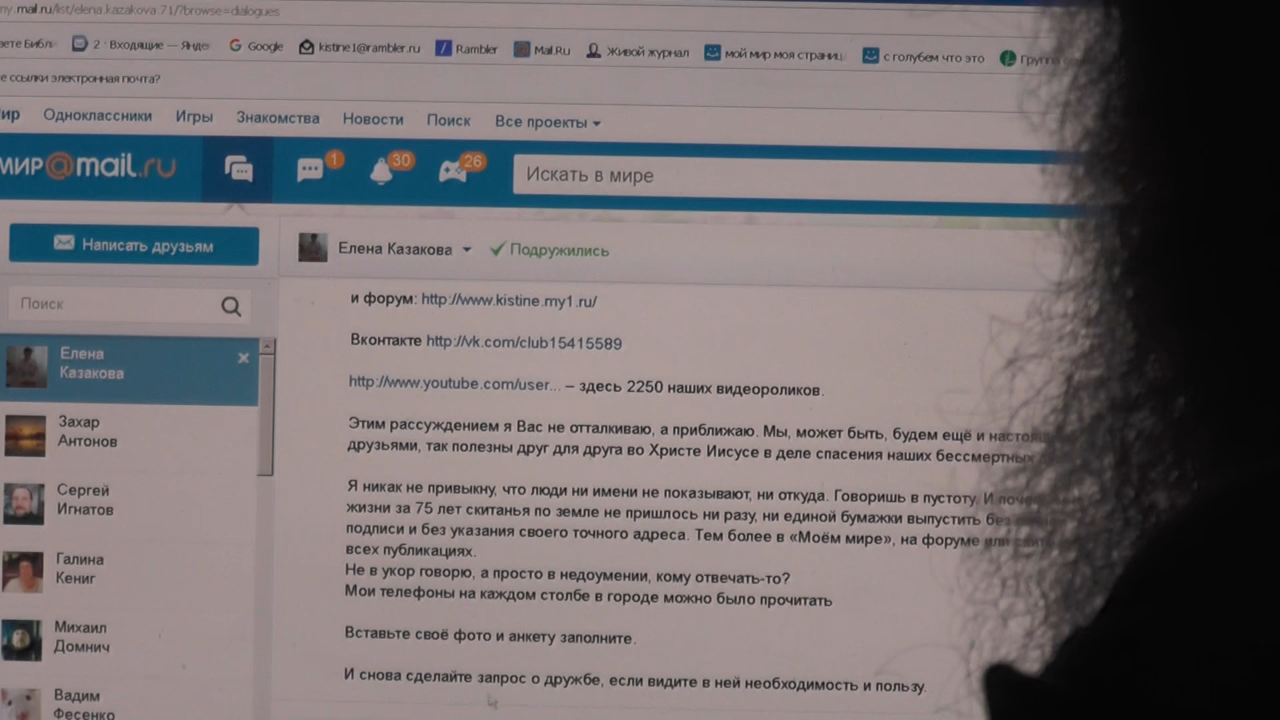 my.mail.ru/list/elena.kazakova.71/?browse=dialogues
2 · Входящие — Янде
Google
kistine1@rambler.ru
Rambler
Mail.Ru
Живой журнал
мой мир моя страниц
с голубем что это
Группа
е ссылки электронная почта?
Одноклассники
Игры
Знакомства
Новости
Поиск
Все проекты
МИР@mail.ru
1
30
26
Искать в мире
Написать друзьям
Елена Казакова
Подружились
Поиск
Елена
Казакова
Захар
Антонов
Сергей
Игнатов
Галина
Кениг
Михаил
Домнич
Вадим
Фесенко
и форум: http://www.kistine.my1.ru/
Вконтакте http://vk.com/club15415589
http://www.youtube.com/user... – здесь 2250 наших видеороликов.
Этим рассуждением я Вас не отталкиваю, а приближаю. Мы, может быть, будем ещё и
друзьями, так полезны друг для друга во Христе Иисусе в деле спасения наших бессмертных
Я никак не привыкну, что люди ни имени не показывают, ни откуда. Говоришь в пустоту. И
жизни за 75 лет скитанья по земле не пришлось ни разу, ни единой бумажки выпустить без
подписи и без указания своего точного адреса. Тем более в «Моём мире», на форуме или
всех публикациях.
Не в укор говорю, а просто в недоумении, кому отвечать-то?
Мои телефоны на каждом столбе в городе можно было прочитать
Вставьте своё фото и анкету заполните.
И снова сделайте запрос о дружбе, если видите в ней необходимость и пользу.